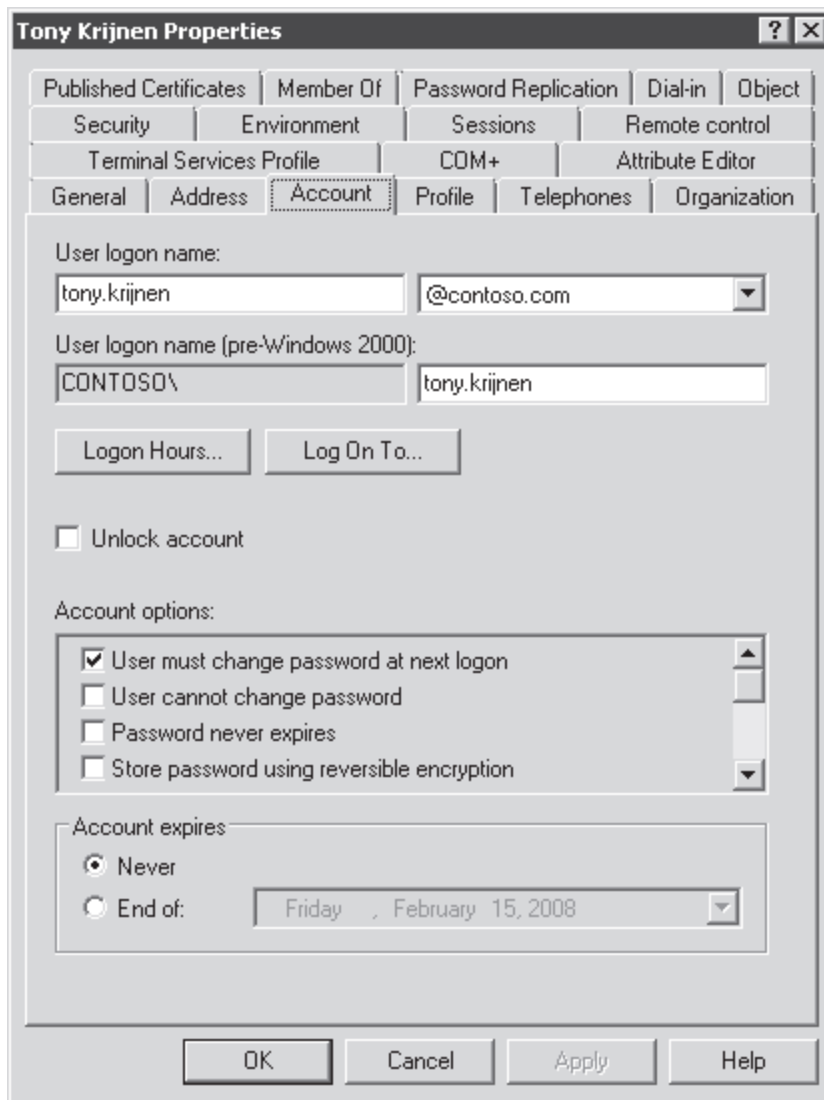 Tony Krijnen Properties
Published Certificates Member Of Password Replication Dial-in Object
Security Environment Sessions Remote control
Terminal Services Profile COM+ Attribute Editor
General Address Account Profile Telephones Organization
User logon name:
tony.krijnen @contoso.com
User logon name (pre-Windows 2000):
CONTOSO\ tony.krijnen
Logon Hours... Log On To...
Unlock account
Account options:
User must change password at next logon
User cannot change password
Password never expires
Store password using reversible encryption
Account expires
Never
End of: Friday , February 15, 2008
OK Cancel Apply Help